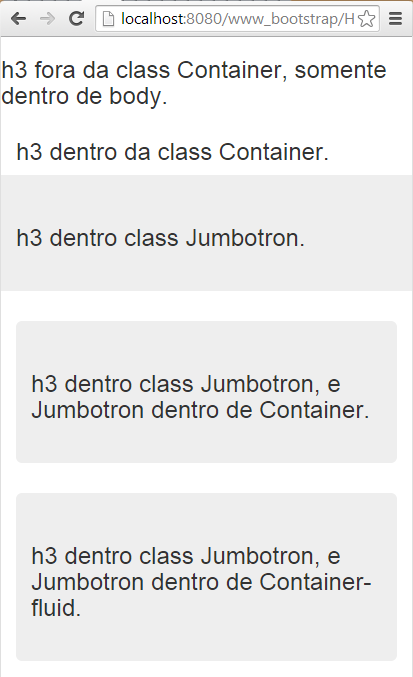 localhost:8080/www_bootstrap/H
h3 fora da class Container, somente
dentro de body.
h3 dentro da class Container.
h3 dentro class Jumbotron.
h3 dentro class Jumbotron, e
Jumbotron dentro de Container.
h3 dentro class Jumbotron, e
Jumbotron dentro de Container-
fluid.